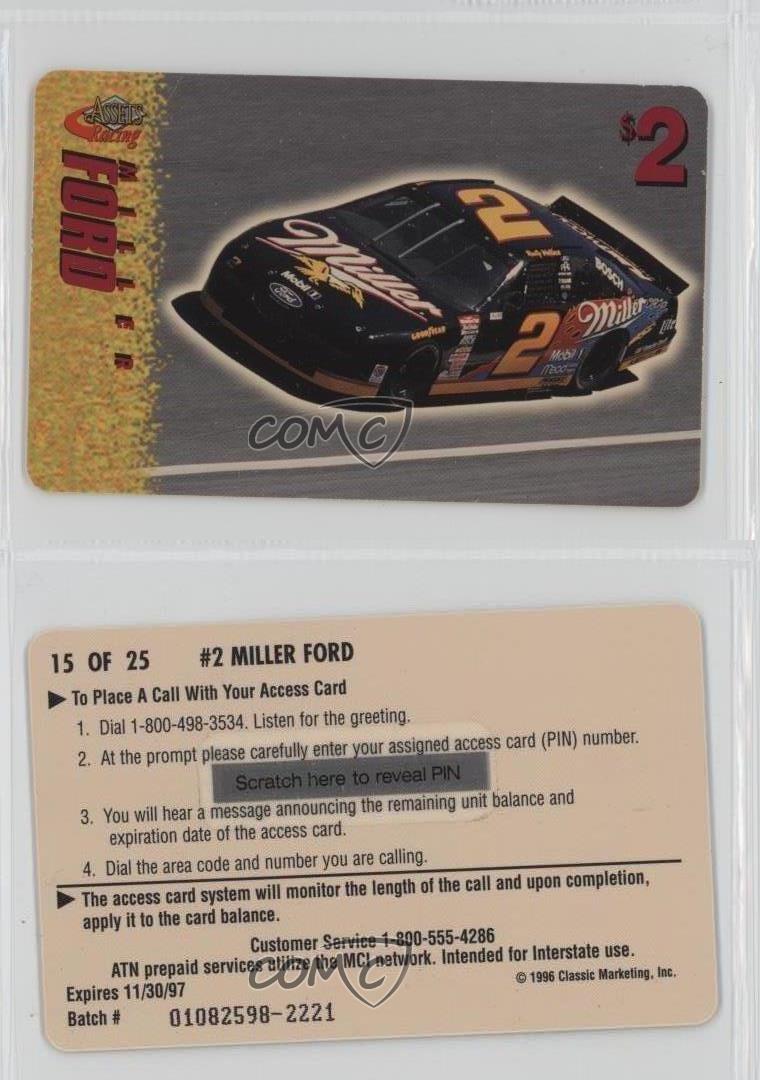 ASSETS
Racing
$2
MILLER
FORD
2
Rusty Wallace
Miller
Mobil 1
Ford
GOODYEAR
BOSCH
2
Miller
Lite
Mobil 1
COMC
15 OF 25 #2 MILLER FORD
▶ To Place A Call With Your Access Card
1. Dial 1-800-498-3534. Listen for the greeting.
2. At the prompt please carefully enter your assigned access card (PIN) number.
Scratch here to reveal PIN
3. You will hear a message announcing the remaining unit balance and
expiration date of the access card.
4. Dial the area code and number you are calling.
▶ The access card system will monitor the length of the call and upon completion,
apply it to the card balance.
Customer Service 1-800-555-4286
ATN prepaid services utilize the MCI network. Intended for Interstate use.
COMC
© 1996 Classic Marketing, Inc.
Expires 11/30/97
Batch # 01082598-2221